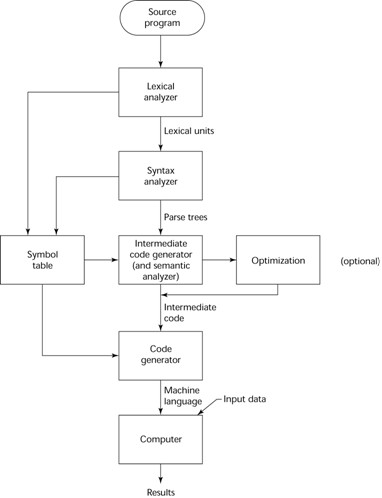 Source
program
Lexical
analyzer
Lexical units
Syntax
analyzer
Parse trees
Symbol
table
Intermediate
code generator
(and semantic
analyzer)
Optimization
(optional)
Intermediate
code
Code
generator
Machine
language
Input data
Computer
Results